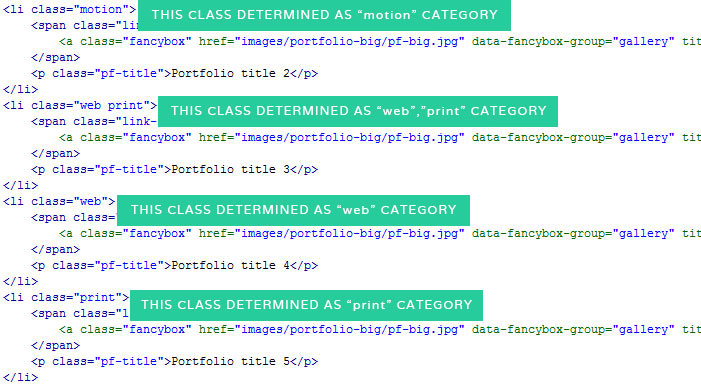 <li class="motion"> THIS CLASS DETERMINED AS “motion” CATEGORY
<span class="lin
<a class="fancybox" href="images/portfolio-big/pf-big.jpg" data-fancybox-group="gallery" tit
</span>
<p class="pf-title">Portfolio title 2</p>
</li>
<li class="web print"> THIS CLASS DETERMINED AS “web”,”print” CATEGORY
<span class="link-
<a class="fancybox" href="images/portfolio-big/pf-big.jpg" data-fancybox-group="gallery" tit
</span>
<p class="pf-title">Portfolio title 3</p>
</li>
<li class="web"> THIS CLASS DETERMINED AS “web” CATEGORY
<span class="
<a class="fancybox" href="images/portfolio-big/pf-big.jpg" data-fancybox-group="gallery" tit
</span>
<p class="pf-title">Portfolio title 4</p>
</li>
<li class="print"> THIS CLASS DETERMINED AS “print” CATEGORY
<span class="l
<a class="fancybox" href="images/portfolio-big/pf-big.jpg" data-fancybox-group="gallery" tit
</span>
<p class="pf-title">Portfolio title 5</p>
</li>